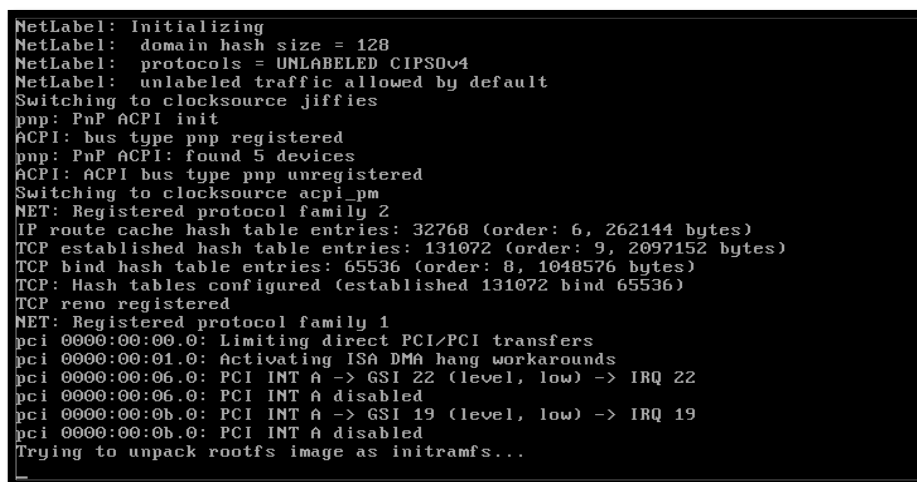 NetLabel: Initializing
NetLabel:  domain hash size = 128
NetLabel:  protocols = UNLABELED CIPSOv4
NetLabel:  unlabeled traffic allowed by default
Switching to clocksource jiffies
pnp: PnP ACPI init
ACPI: bus type pnp registered
pnp: PnP ACPI: found 5 devices
ACPI: ACPI bus type pnp unregistered
Switching to clocksource acpi_pm
NET: Registered protocol family 2
IP route cache hash table entries: 32768 (order: 6, 262144 bytes)
TCP established hash table entries: 131072 (order: 9, 2097152 bytes)
TCP bind hash table entries: 65536 (order: 8, 1048576 bytes)
TCP: Hash tables configured (established 131072 bind 65536)
TCP reno registered
NET: Registered protocol family 1
pci 0000:00:00.0: Limiting direct PCI/PCI transfers
pci 0000:00:01.0: Activating ISA DMA hang workarounds
pci 0000:00:06.0: PCI INT A -> GSI 22 (level, low) -> IRQ 22
pci 0000:00:06.0: PCI INT A disabled
pci 0000:00:0b.0: PCI INT A -> GSI 19 (level, low) -> IRQ 19
pci 0000:00:0b.0: PCI INT A disabled
Trying to unpack rootfs image as initramfs...